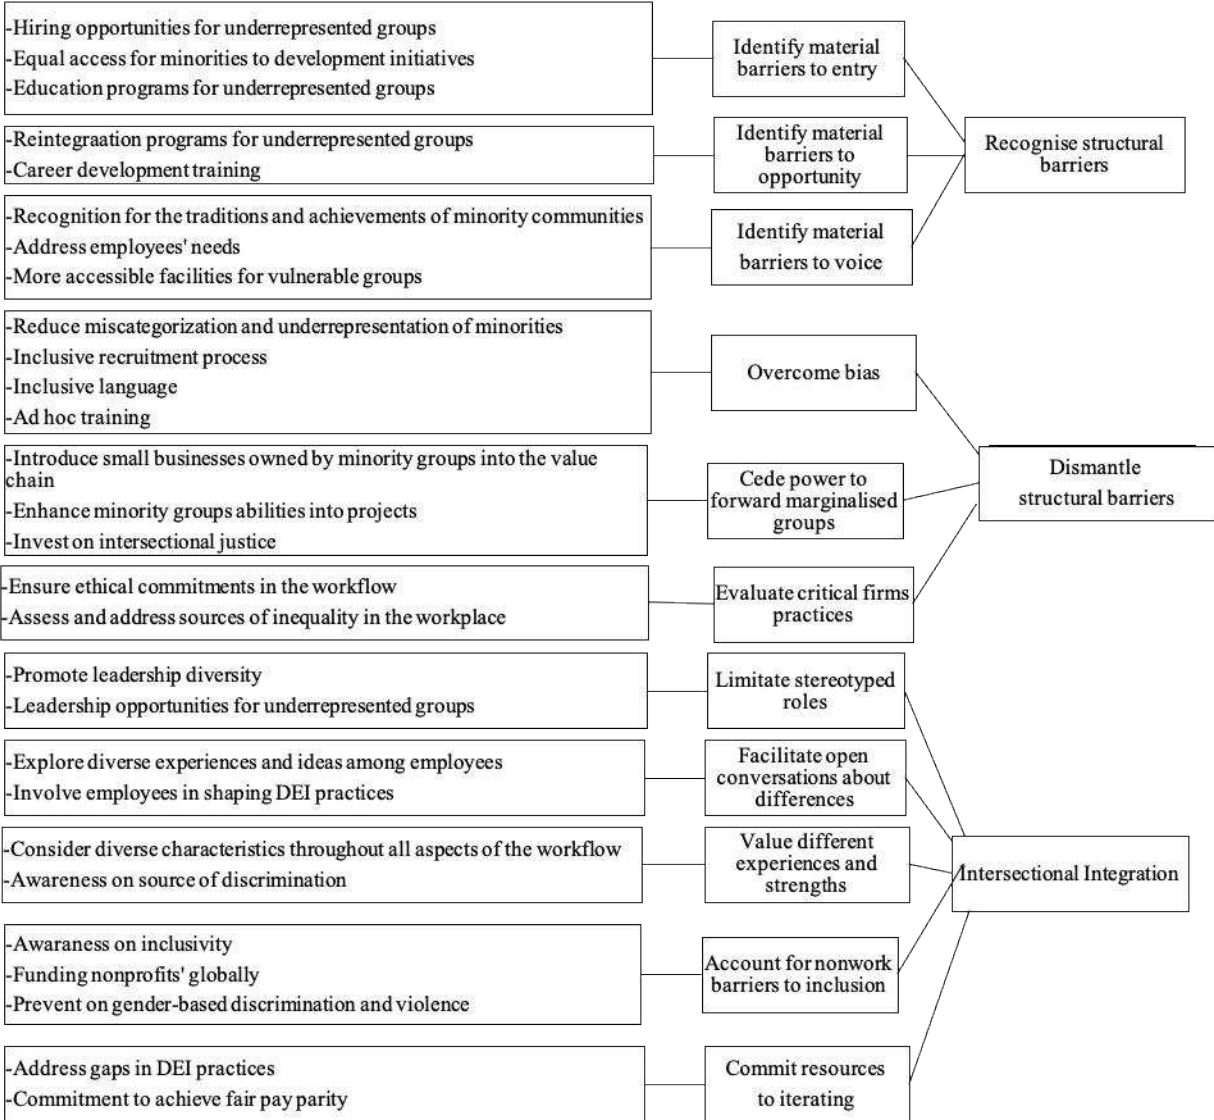 -Hiring opportunities for underrepresented groups
-Equal access for minorities to development initiatives
-Education programs for underrepresented groups
Identify material
barriers to entry
-Reintegraation programs for underrepresented groups
-Career development training
Identify material
barriers to
opportunity
Recognise structural
barriers
-Recognition for the traditions and achievements of minority communities
-Address employees' needs
-More accessible facilities for vulnerable groups
Identify material
barriers to voice
-Reduce miscategorization and underrepresentation of minorities
-Inclusive recruitment process
-Inclusive language
-Ad hoc training
Overcome bias
-Introduce small businesses owned by minority groups into the value
chain
-Enhance minority groups abilities into projects
-Invest on intersectional justice
Cede power to
forward marginalised
groups
Dismantle
structural barriers
-Ensure ethical commitments in the workflow
-Assess and address sources of inequality in the workplace
Evaluate critical firms
practices
-Promote leadership diversity
-Leadership opportunities for underrepresented groups
Limitate stereotyped
roles
-Explore diverse experiences and ideas among employees
-Involve employees in shaping DEI practices
Facilitate open
conversations about
differences
-Consider diverse characteristics throughout all aspects of the workflow
-Awareness on source of discrimination
Value different
experiences and
strengths
Intersectional Integration
-Awaraness on inclusivity
-Funding nonprofits' globally
-Prevent on gender-based discrimination and violence
Account for nonwork
barriers to inclusion
-Address gaps in DEI practices
-Commitment to achieve fair pay parity
Commit resources
to iterating